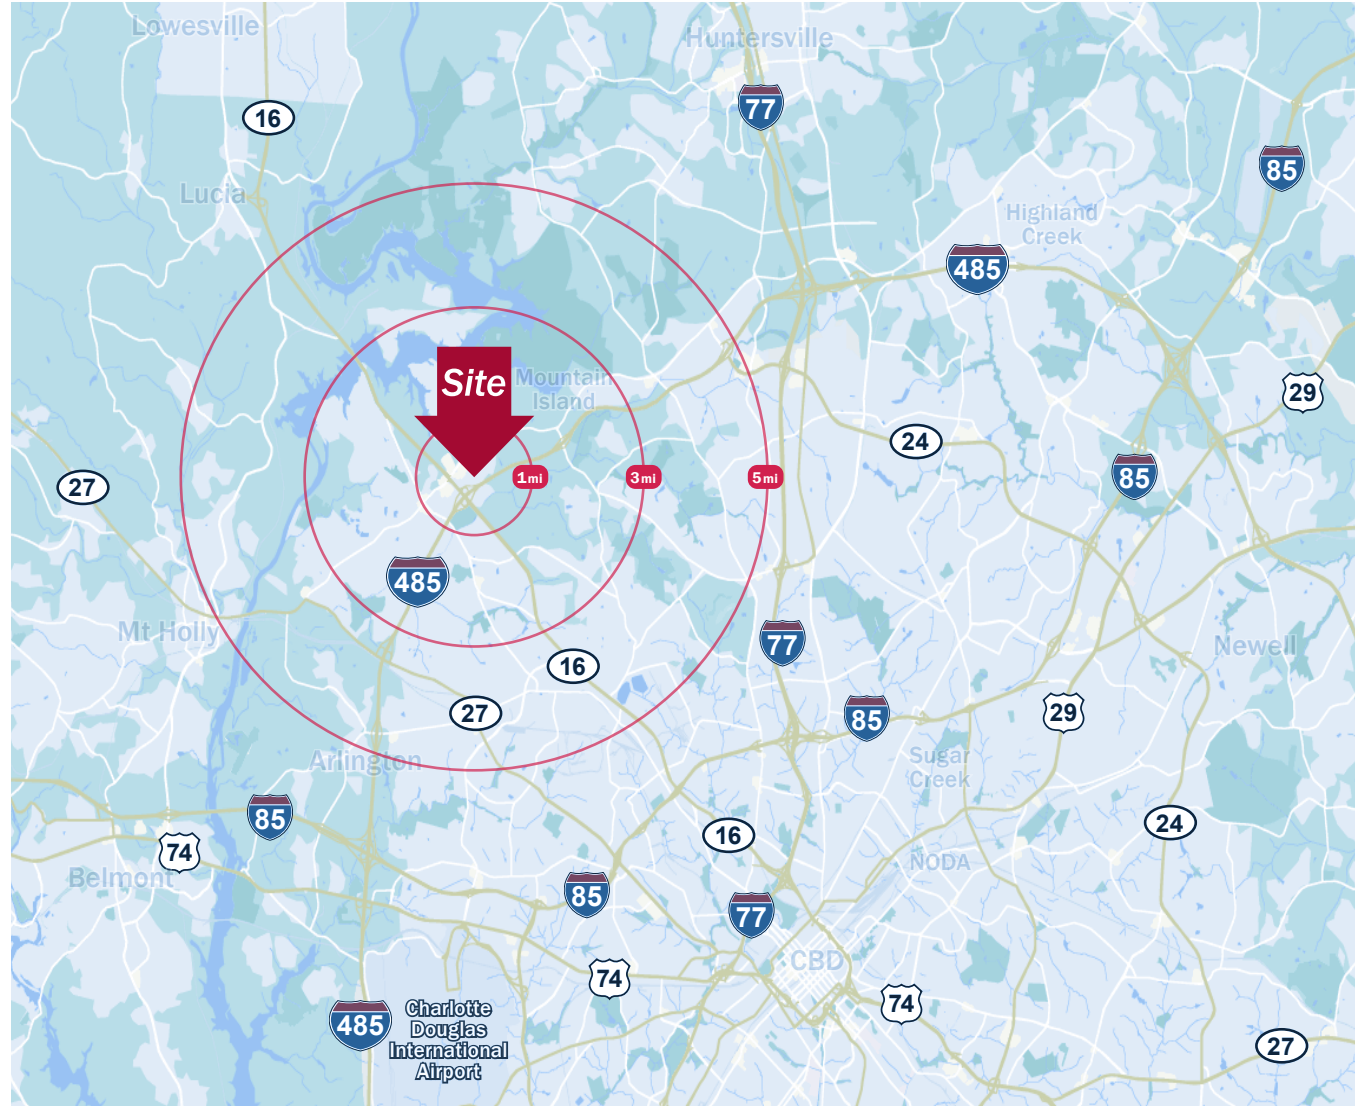 Lowesville
Huntersville
77
16
85
Lucia
Highland
Creek
485
Site
Mountain
Island
29
24
27
1mi
3mi
5mi
85
485
Mt Holly
77
Newell
16
27
85
29
Arlington
Sugar
Creek
85
74
16
24
Belmont
NODA
85
77
CBD
74
74
485
Charlotte
Douglas
International
Airport
27